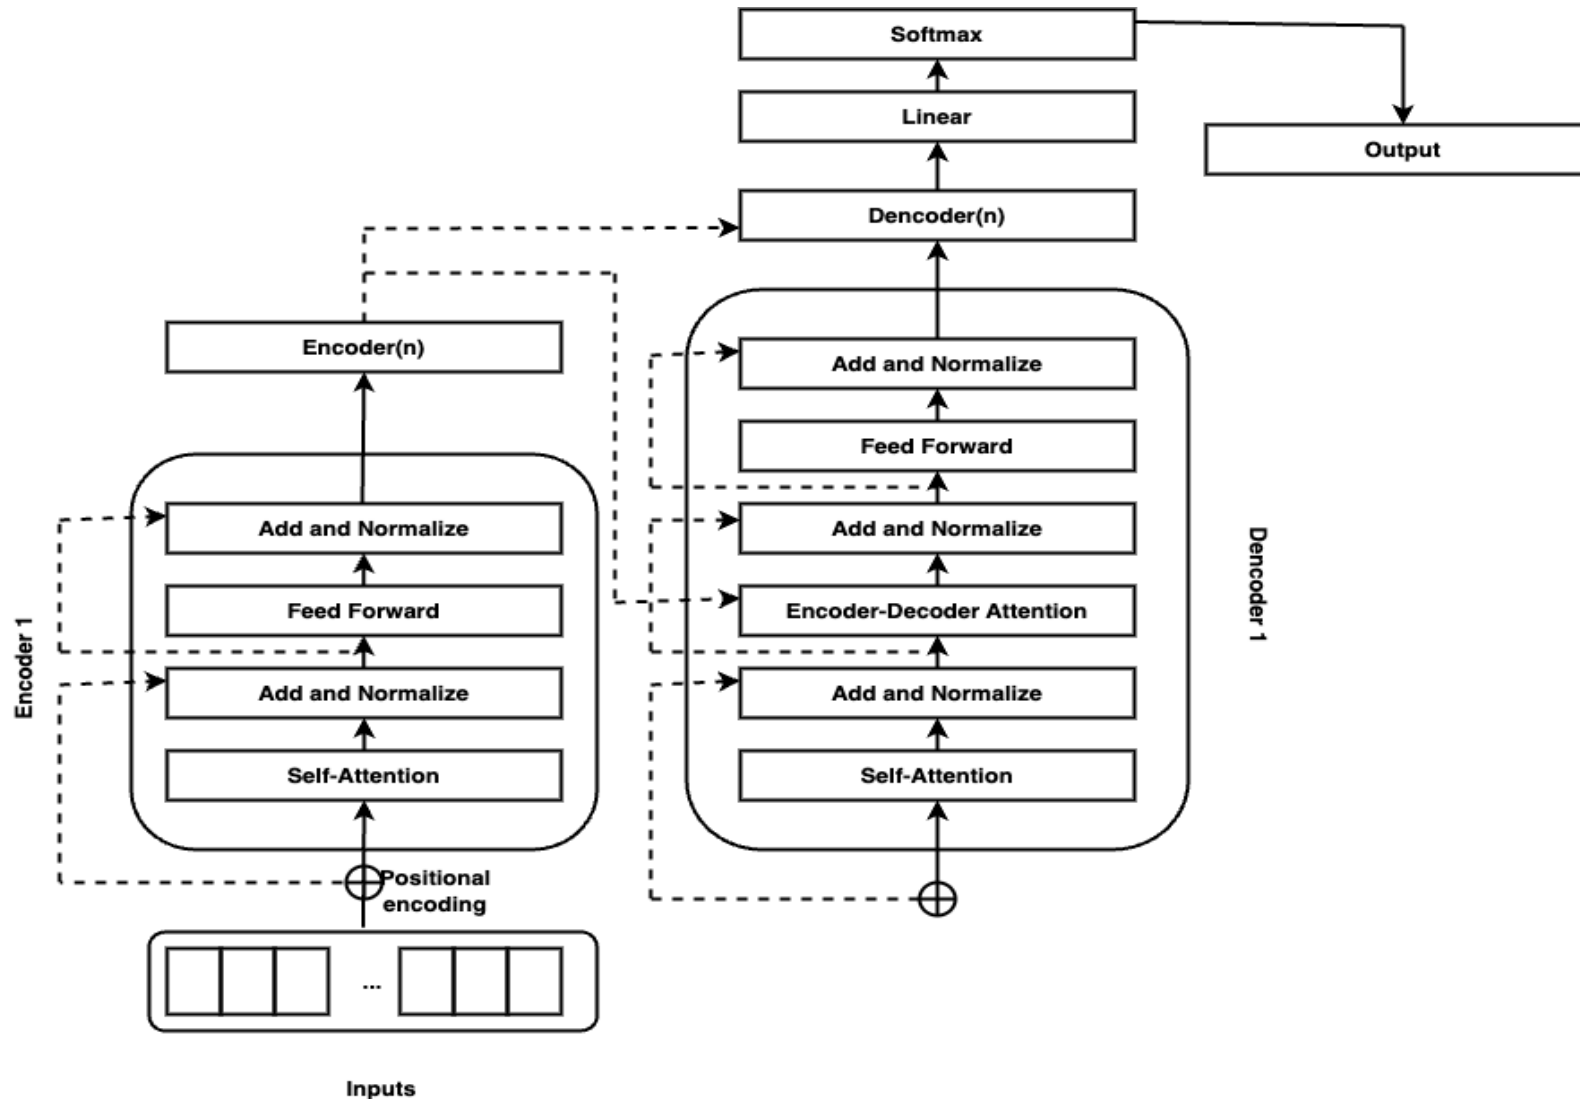 Softmax
Linear
Output
Dencoder(n)
Encoder(n)
Add and Normalize
Feed Forward
Add and Normalize
Encoder-Decoder Attention
Add and Normalize
Self-Attention
Dencoder 1
Add and Normalize
Feed Forward
Add and Normalize
Self-Attention
Encoder 1
Positional
encoding
...
Inputs